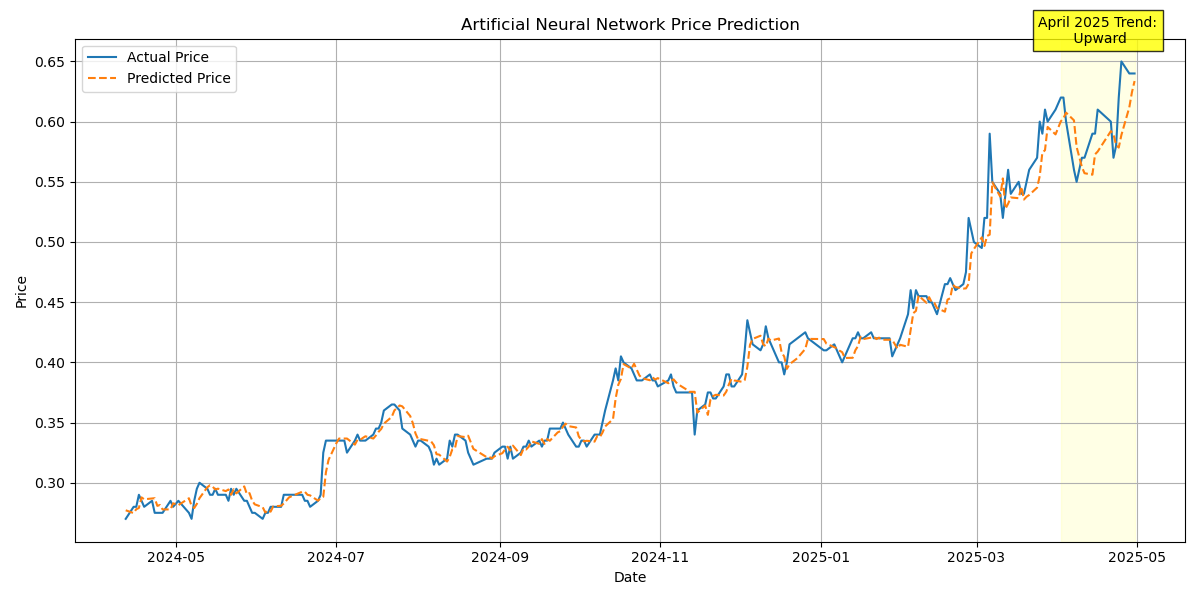 April 2025 Trend:
Upward
Artificial Neural Network Price Prediction
Actual Price
Predicted Price
Price
0.65
0.60
0.55
0.50
0.45
0.40
0.35
0.30
2024-05
2024-07
2024-09
2024-11
2025-01
2025-03
2025-05
Date